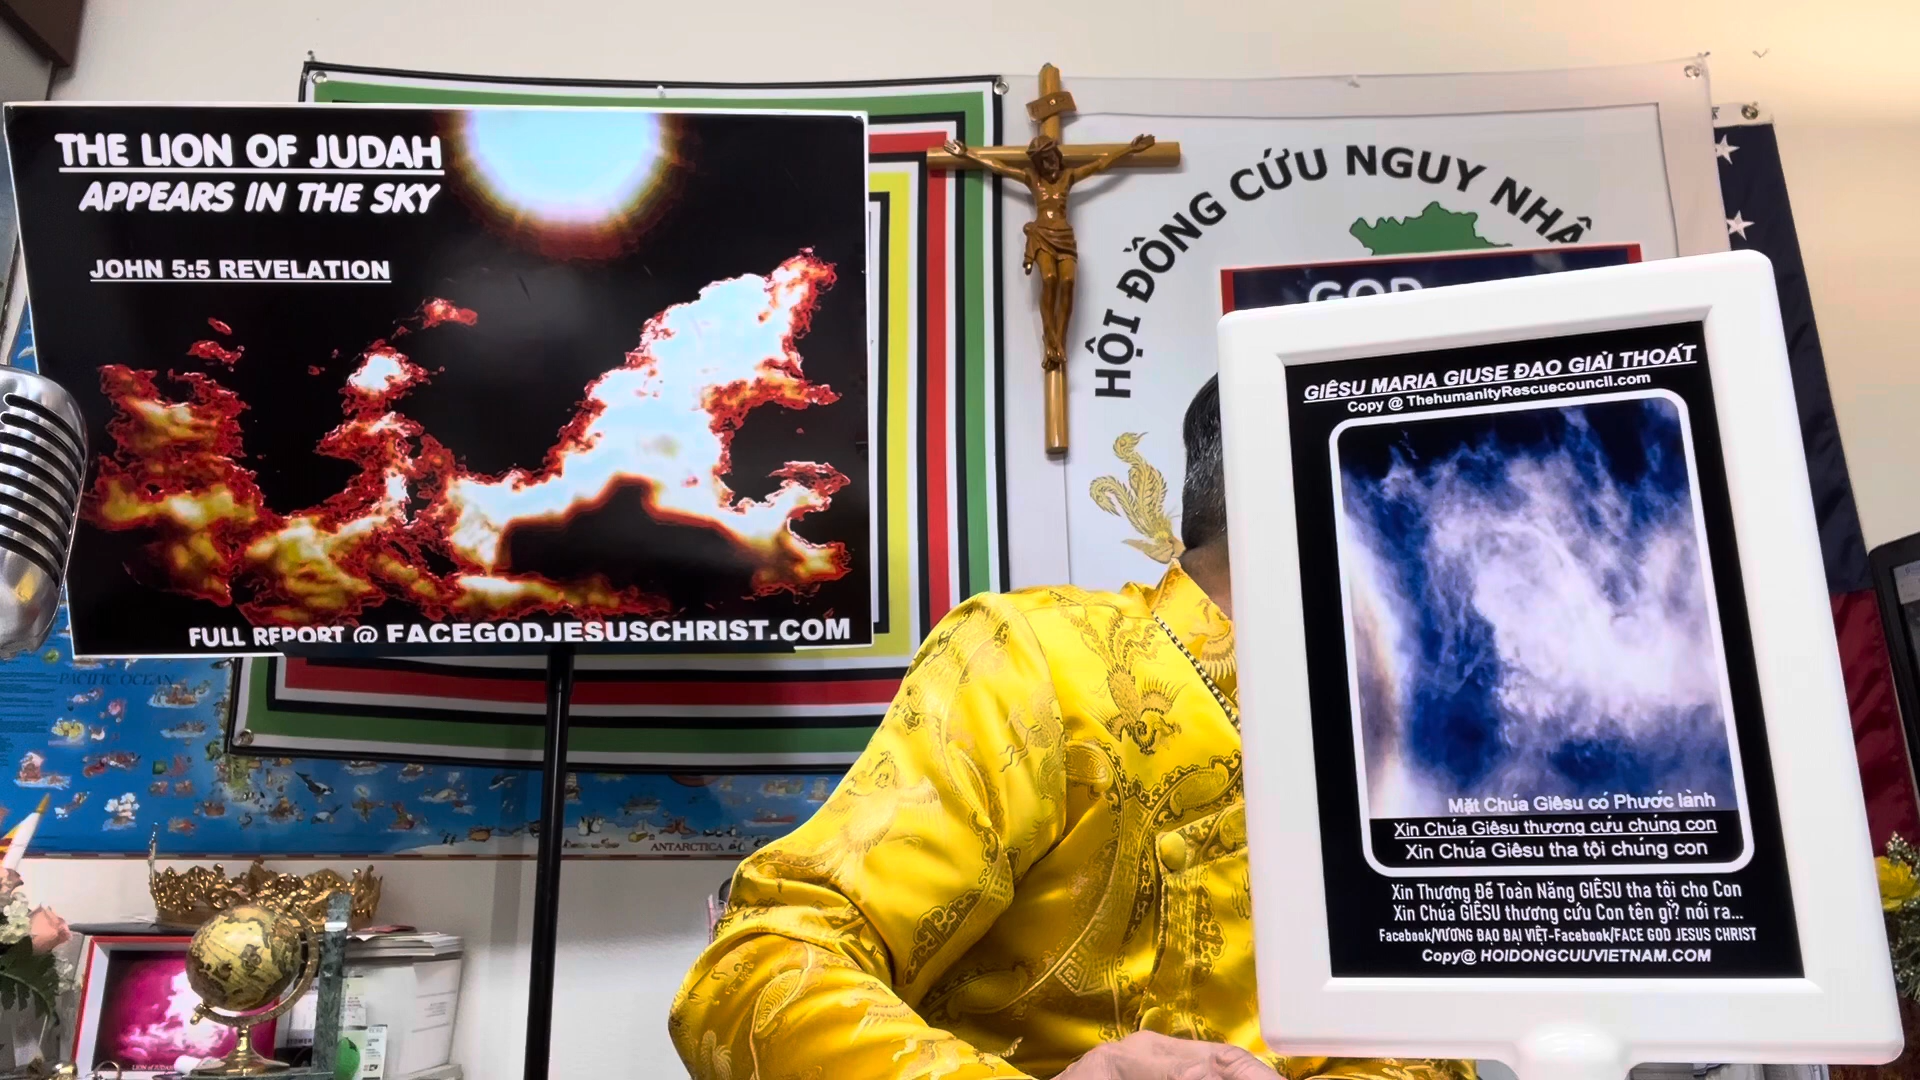 THE LION OF JUDAH
APPEARS IN THE SKY
JOHN 5:5 REVELATION
FULL REPORT @ FACEGODJESUSCHRIST.COM
HỘI ĐỒNG CỨU NGUY NHÂ
GOD
GIÊSU MARIA GIUSE ĐẠO GIẢI THOÁT
Copy @ ThehumanityRescuecouncil.com
Mặt Chúa Giêsu có Phước lành
Xin Chúa Giêsu thương cứu chúng con
Xin Chúa Giêsu tha tội chúng con
Xin Thượng Đế Toàn Năng GIÊSU tha tội cho Con
Xin Chúa GIÊSU thương cứu Con tên gì? nói ra...
Facebook/VƯƠNG ĐẠO ĐẠI VIỆT-Facebook/FACE GOD JESUS CHRIST
Copy@ HOIDONGCUUVIETNAM.COM
PACIFIC OCEAN
ANTARCTICA
LION of JUDAH